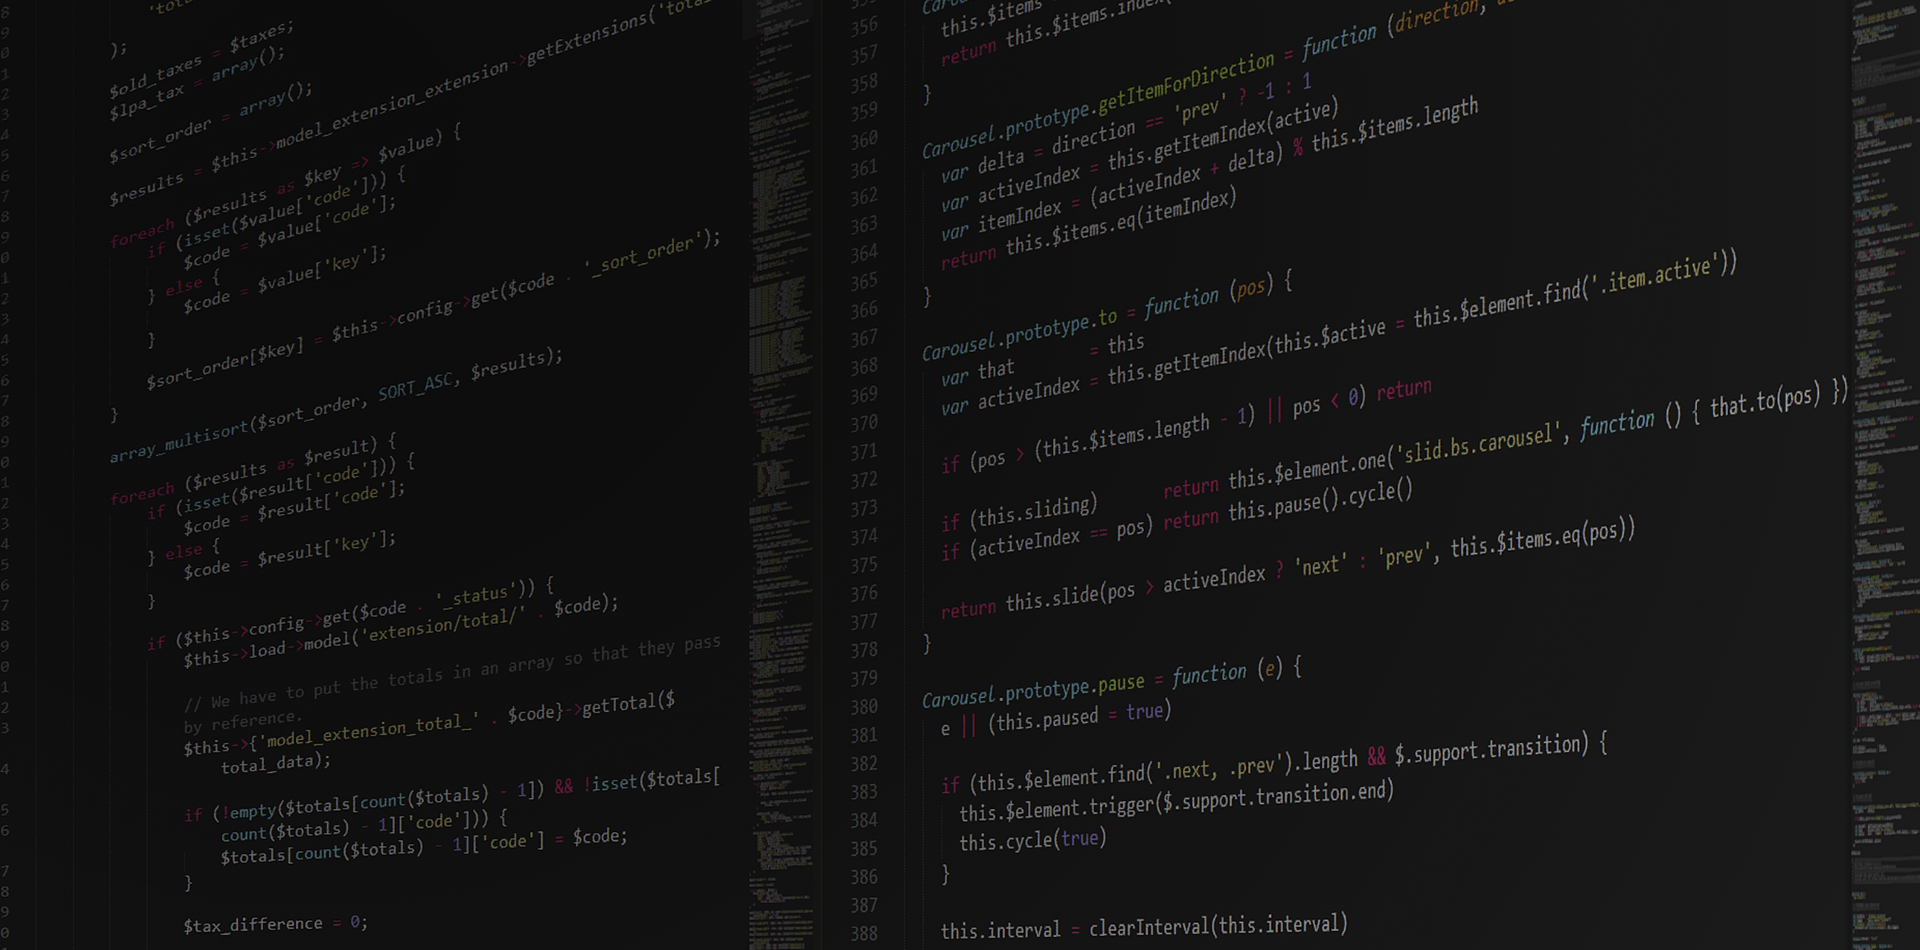 );
$old_taxes = $taxes;
$lpa_tax = array();
$sort_order = array();
$results = $this->model_extension_extension->getExtensions('total
foreach ($results as $key => $value) {
if (isset($value['code'])) {
$code = $value['code'];
} else {
$code = $value['key'];
}
$sort_order[$key] = $this->config->get($code . '_sort_order');
}
array_multisort($sort_order, SORT_ASC, $results);
foreach ($results as $result) {
if (isset($result['code'])) {
$code = $result['code'];
} else {
$code = $result['key'];
}
if ($this->config->get($code . '_status')) {
$this->load->model('extension/total/' . $code);
// We have to put the totals in an array so that they pass
by reference.
$this->{'model_extension_total_' . $code}->getTotal($
total_data);
if (!empty($totals[count($totals) - 1]) && !isset($totals[
count($totals) - 1]['code'])) {
$totals[count($totals) - 1]['code'] = $code;
}
$tax_difference = 0;
356 this.$items
357 return this.$items.index(
358 }
359
360 Carousel.prototype.getItemForDirection = function (direction,
361 var delta = direction == 'prev' ? -1 : 1
362 var activeIndex = this.getItemIndex(active)
363 var itemIndex = (activeIndex + delta) % this.$items.length
364 return this.$items.eq(itemIndex)
365 }
366
367 Carousel.prototype.to = function (pos) {
368 var that = this
369 var activeIndex = this.getItemIndex(this.$active = this.$element.find('.item.active'))
370
371 if (pos > (this.$items.length - 1) || pos < 0) return
372
373 if (this.sliding) return this.$element.one('slid.bs.carousel', function () { that.to(pos) })
374 if (activeIndex == pos) return this.pause().cycle()
375
376 return this.slide(pos > activeIndex ? 'next' : 'prev', this.$items.eq(pos))
377
378 }
379
380 Carousel.prototype.pause = function (e) {
381 e || (this.paused = true)
382
383 if (this.$element.find('.next, .prev').length && $.support.transition) {
384 this.$element.trigger($.support.transition.end)
385 this.cycle(true)
386 }
387
388 this.interval = clearInterval(this.interval)